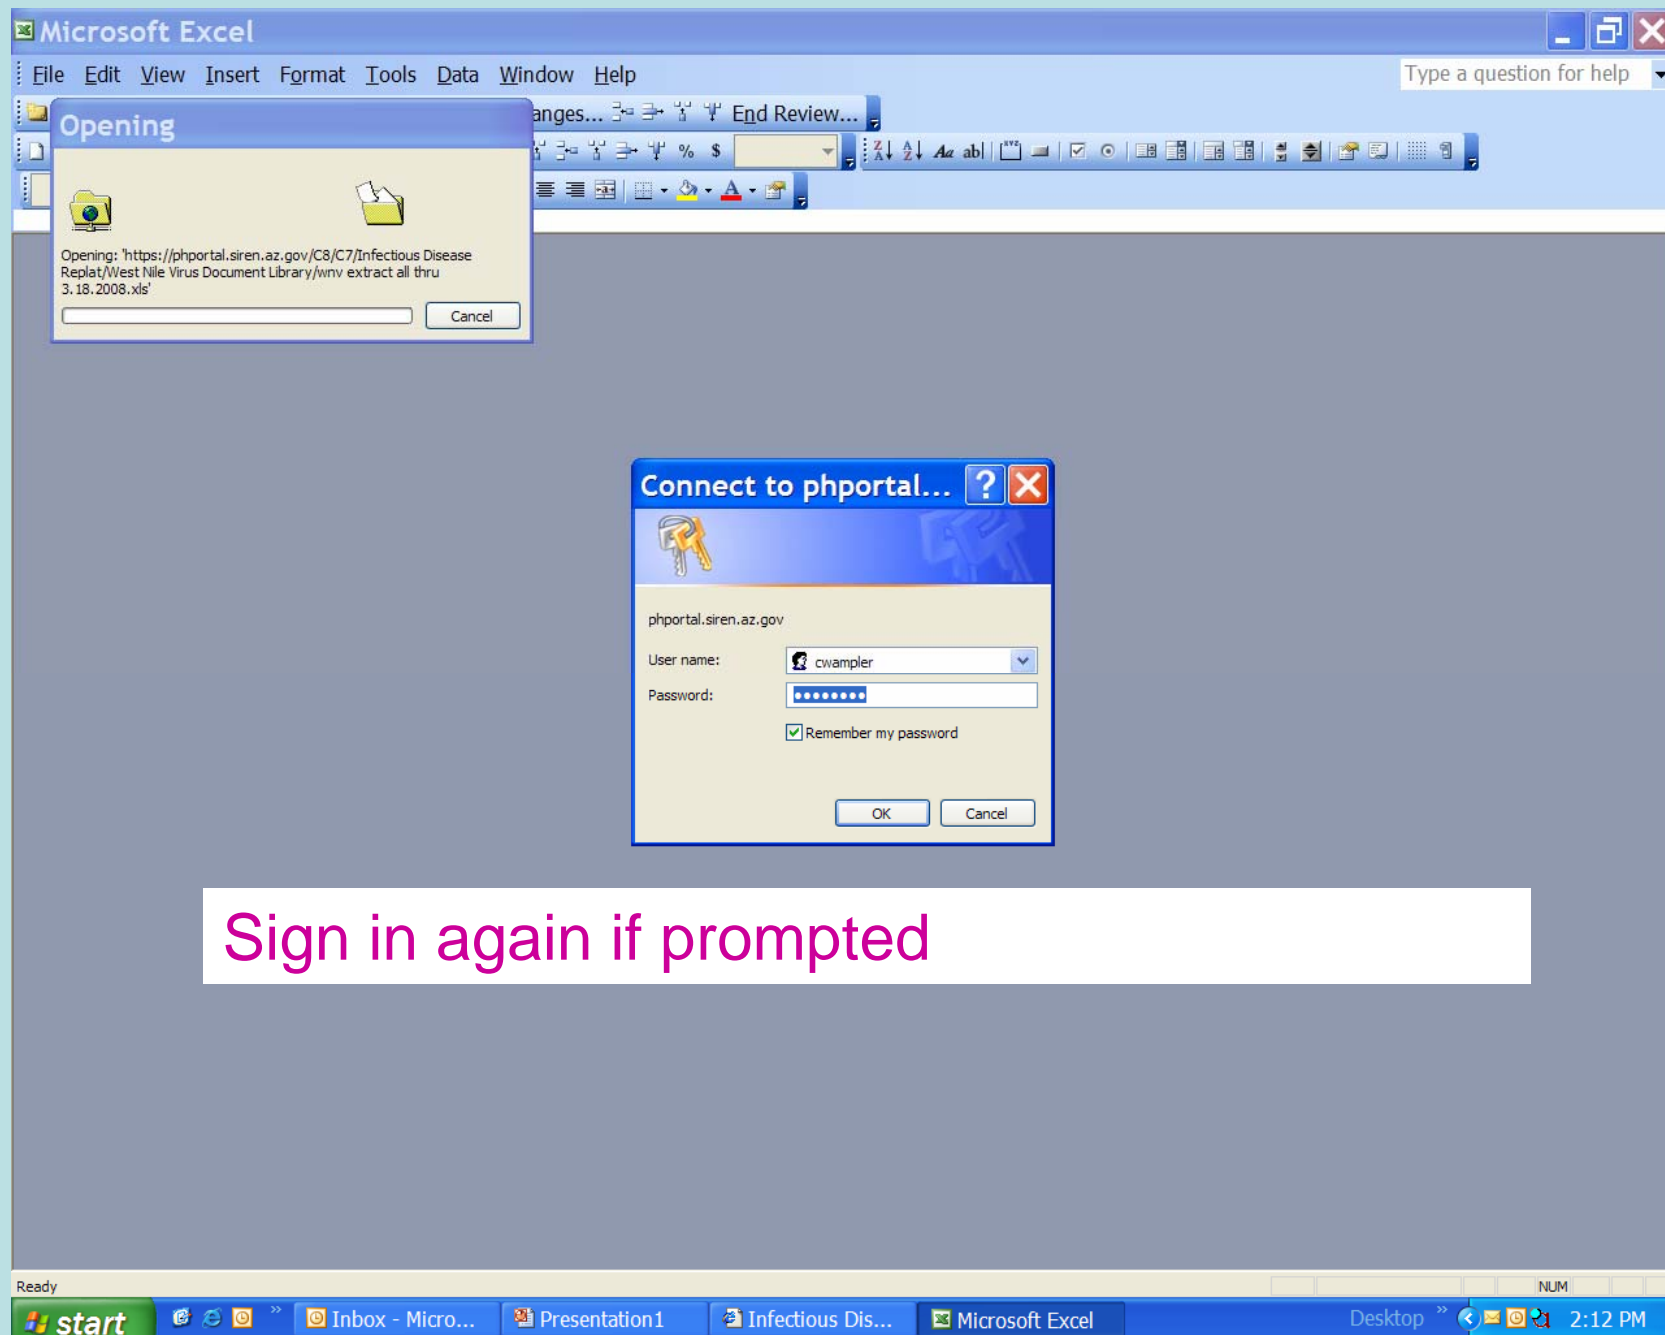 Microsoft Excel
File Edit View Insert Format Tools Data Window Help
Type a question for help
anges... End Review...
% $ Aa ab|
A
Opening
Opening: 'https://phportal.siren.az.gov/C8/C7/Infectious Disease
Replat/West Nile Virus Document Library/wnv extract all thru
3.18.2008.xls'
Cancel
Connect to phportal...
phportal.siren.az.gov
User name: cwampler
Password: ••••••••
Remember my password
OK Cancel
Sign in again if prompted
Ready NUM
start Inbox - Micro... Presentation1 Infectious Dis... Microsoft Excel Desktop 2:12 PM